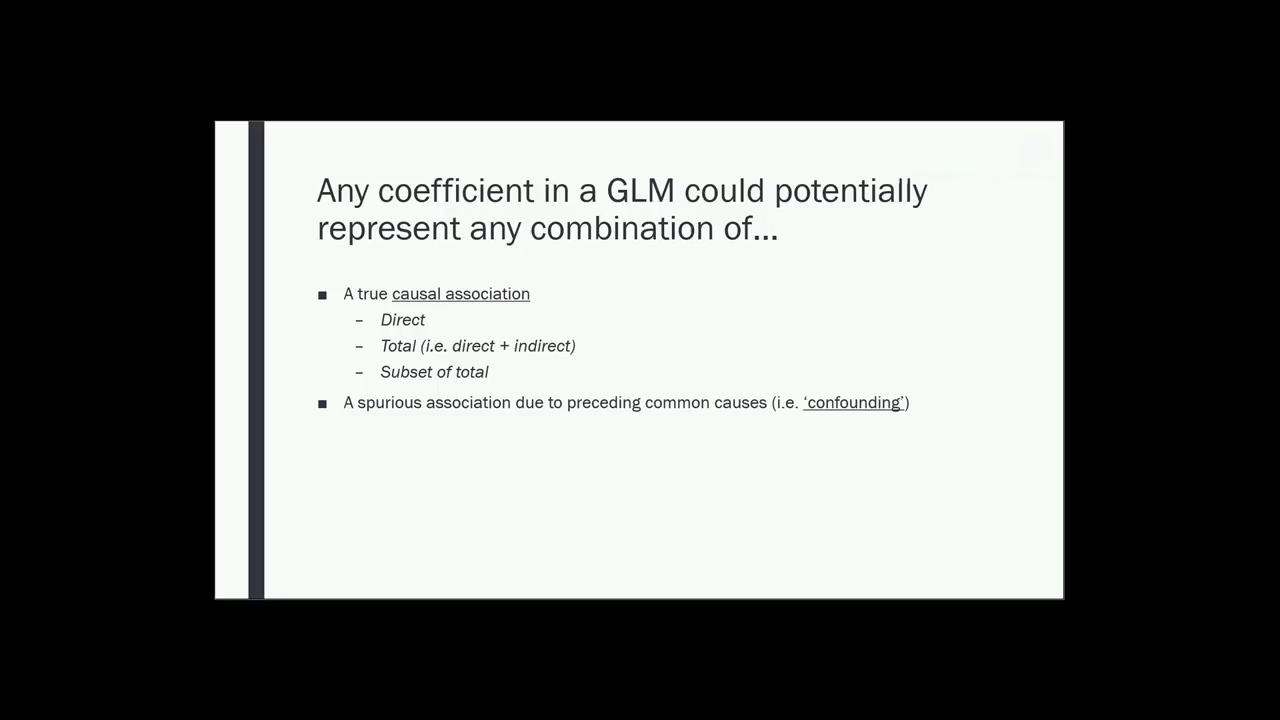 Any coefficient in a GLM could potentially
represent any combination of...
■ A true causal association
– Direct
– Total (i.e. direct + indirect)
– Subset of total
■ A spurious association due to preceding common causes (i.e. ‘confounding’)